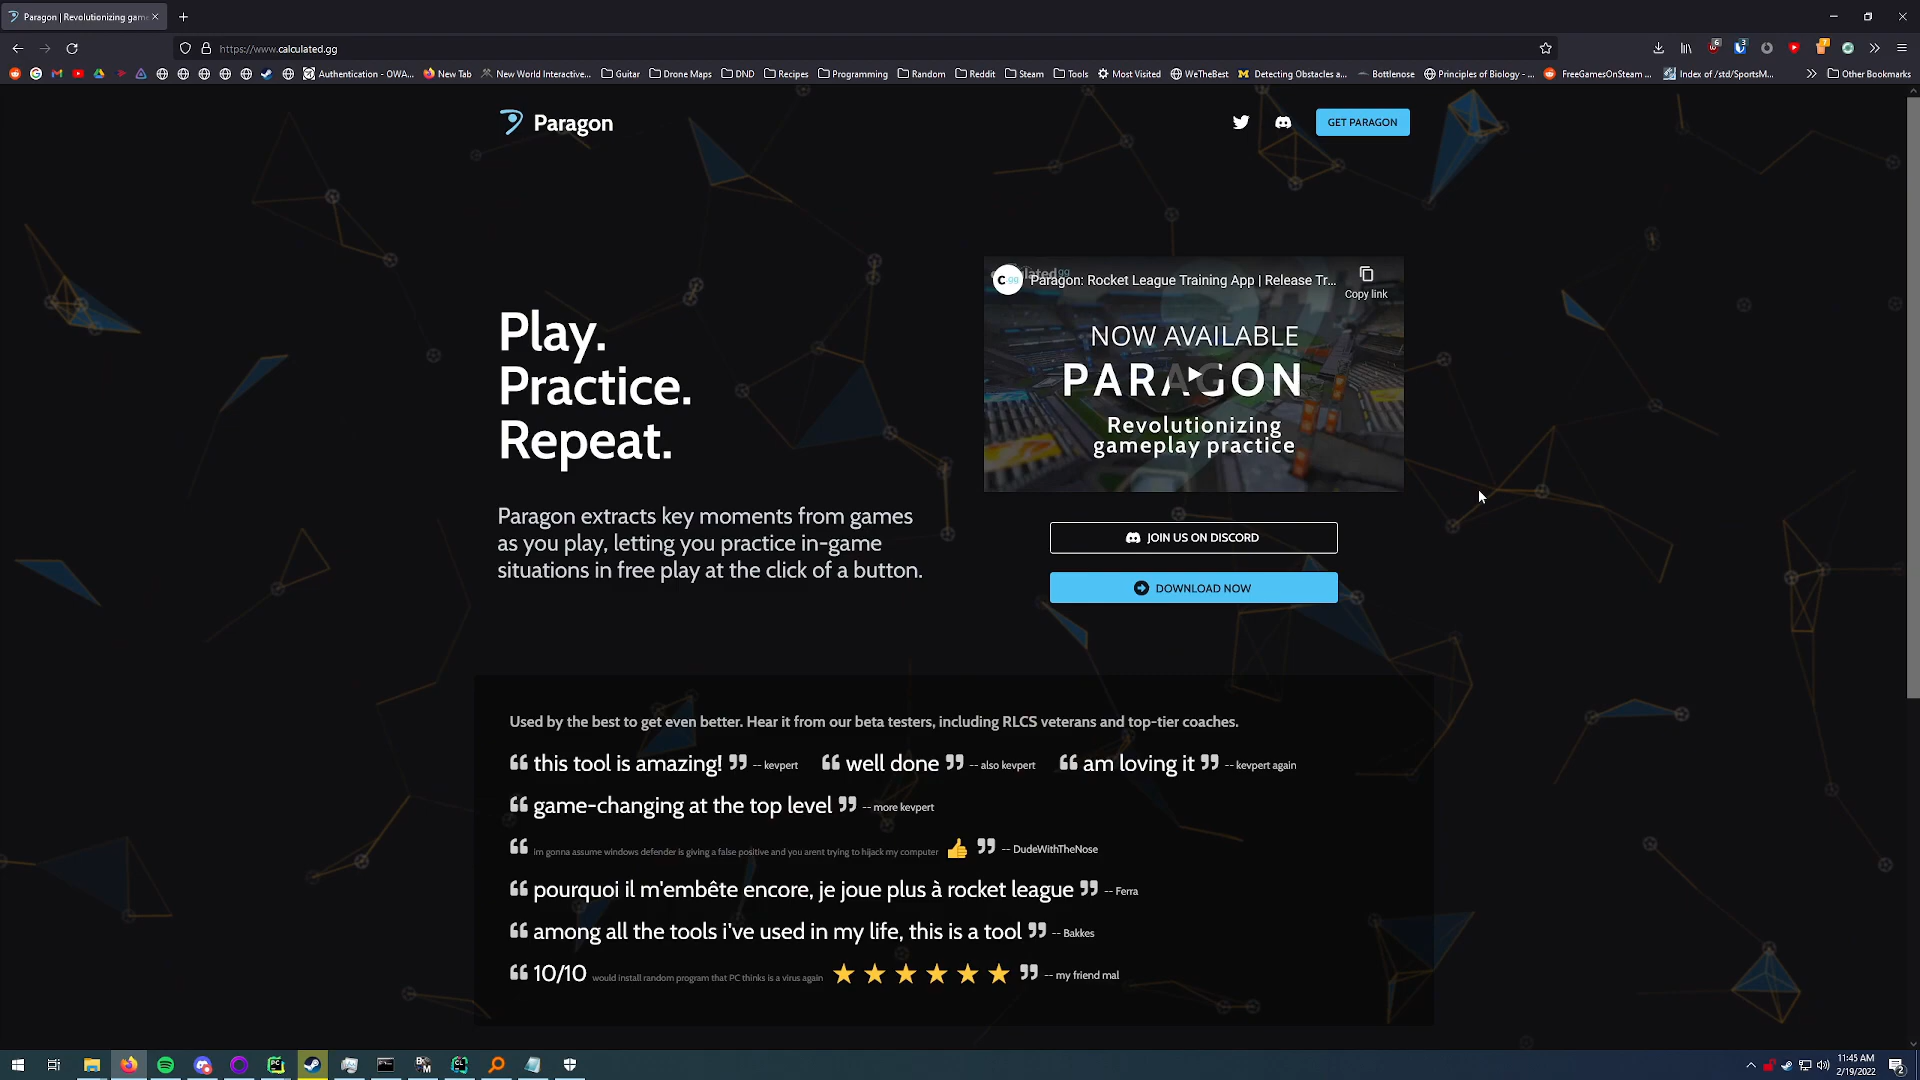 Paragon | Revolutionizing gam
https://www.calculated.gg
Authentication - OWA...
New Tab
New World Interactive...
Guitar
Drone Maps
DND
Recipes
Programming
Random
Reddit
Steam
Tools
Most Visited
WeTheBest
Detecting Obstacles a...
Bottlenose
Principles of Biology - ...
FreeGamesOnSteam ...
Index of /std/SportsM...
Other Bookmarks
Paragon
GET PARAGON
Play.
Practice.
Repeat.
Paragon extracts key moments from games
as you play, letting you practice in-game
situations in free play at the click of a button.
Paragon: Rocket League Training App | Release Tr...
Copy link
NOW AVAILABLE
PARAGON
Revolutionizing
gameplay practice
JOIN US ON DISCORD
DOWNLOAD NOW
Used by the best to get even better. Hear it from our beta testers, including RLCS veterans and top-tier coaches.
“ this tool is amazing! ” -- kevpert “ well done ” -- also kevpert “ am loving it ” -- kevpert again
“ game-changing at the top level ” -- more kevpert
“ im gonna assume windows defender is giving a false positive and you arent trying to hijack my computer 👍 ” -- DudeWithTheNose
“ pourquoi il m'embête encore, je joue plus à rocket league ” -- Ferra
“ among all the tools i've used in my life, this is a tool ” -- Bakkes
“ 10/10 would install random program that PC thinks is a virus again ★ ★ ★ ★ ★ ★ ” -- my friend mal
11:45 AM
2/19/2022